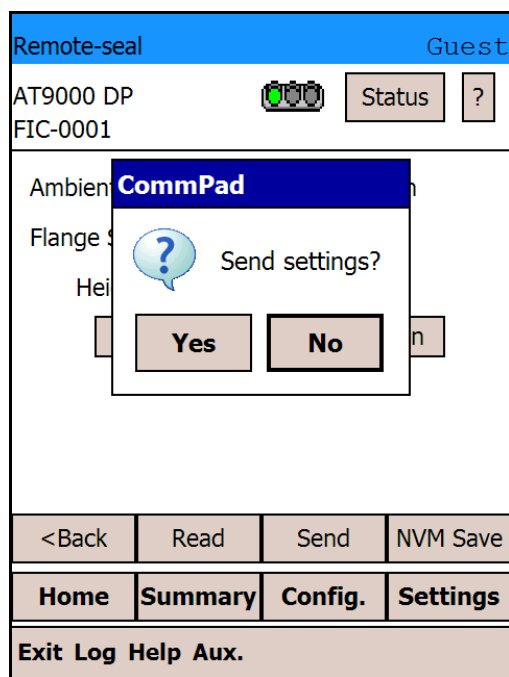 Remote-seal Guest
AT9000 DP Status ?
FIC-0001
CommPad
Flange
Send settings?
Yes No
<Back Read Send NVM Save
Home Summary Config. Settings
Exit Log Help Aux.